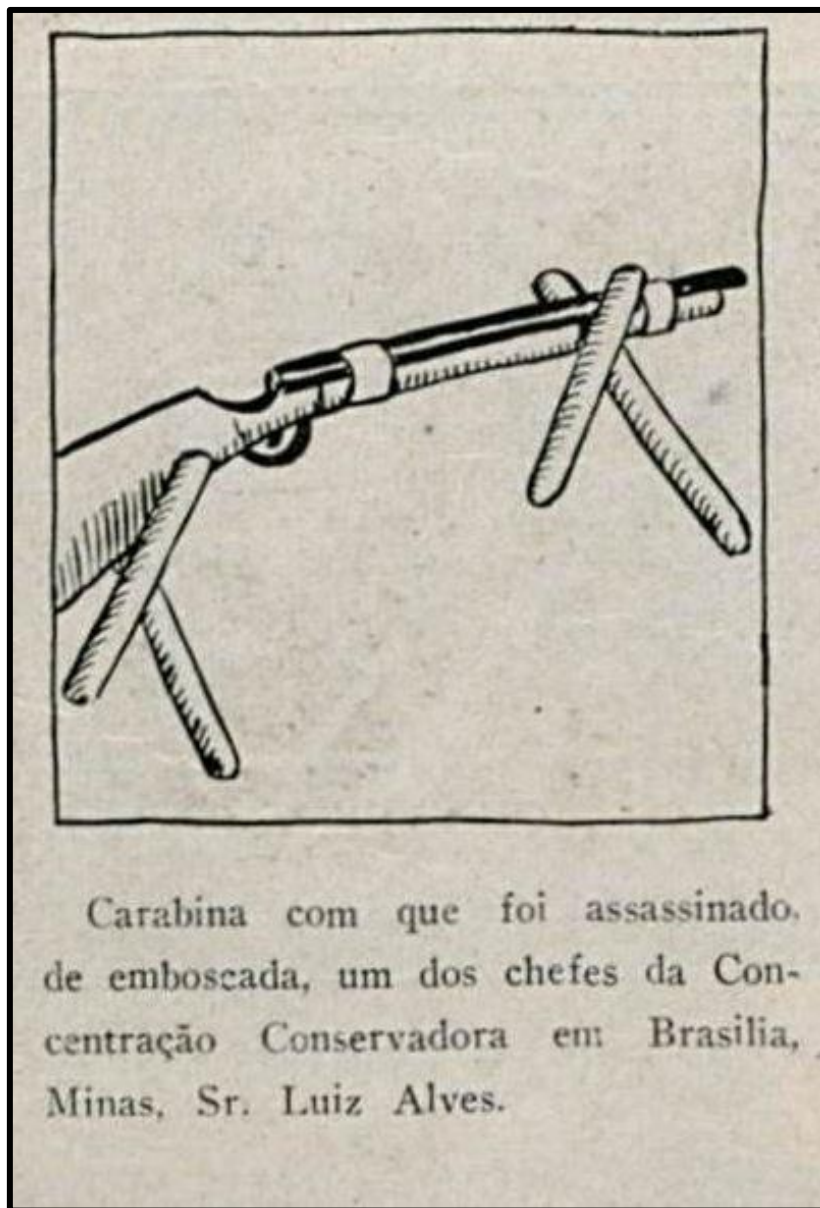 Carabina com que foi assassinado,
de emboscada, um dos chefes da Con-
centração Conservadora em Brasilia,
Minas, Sr. Luiz Alves.